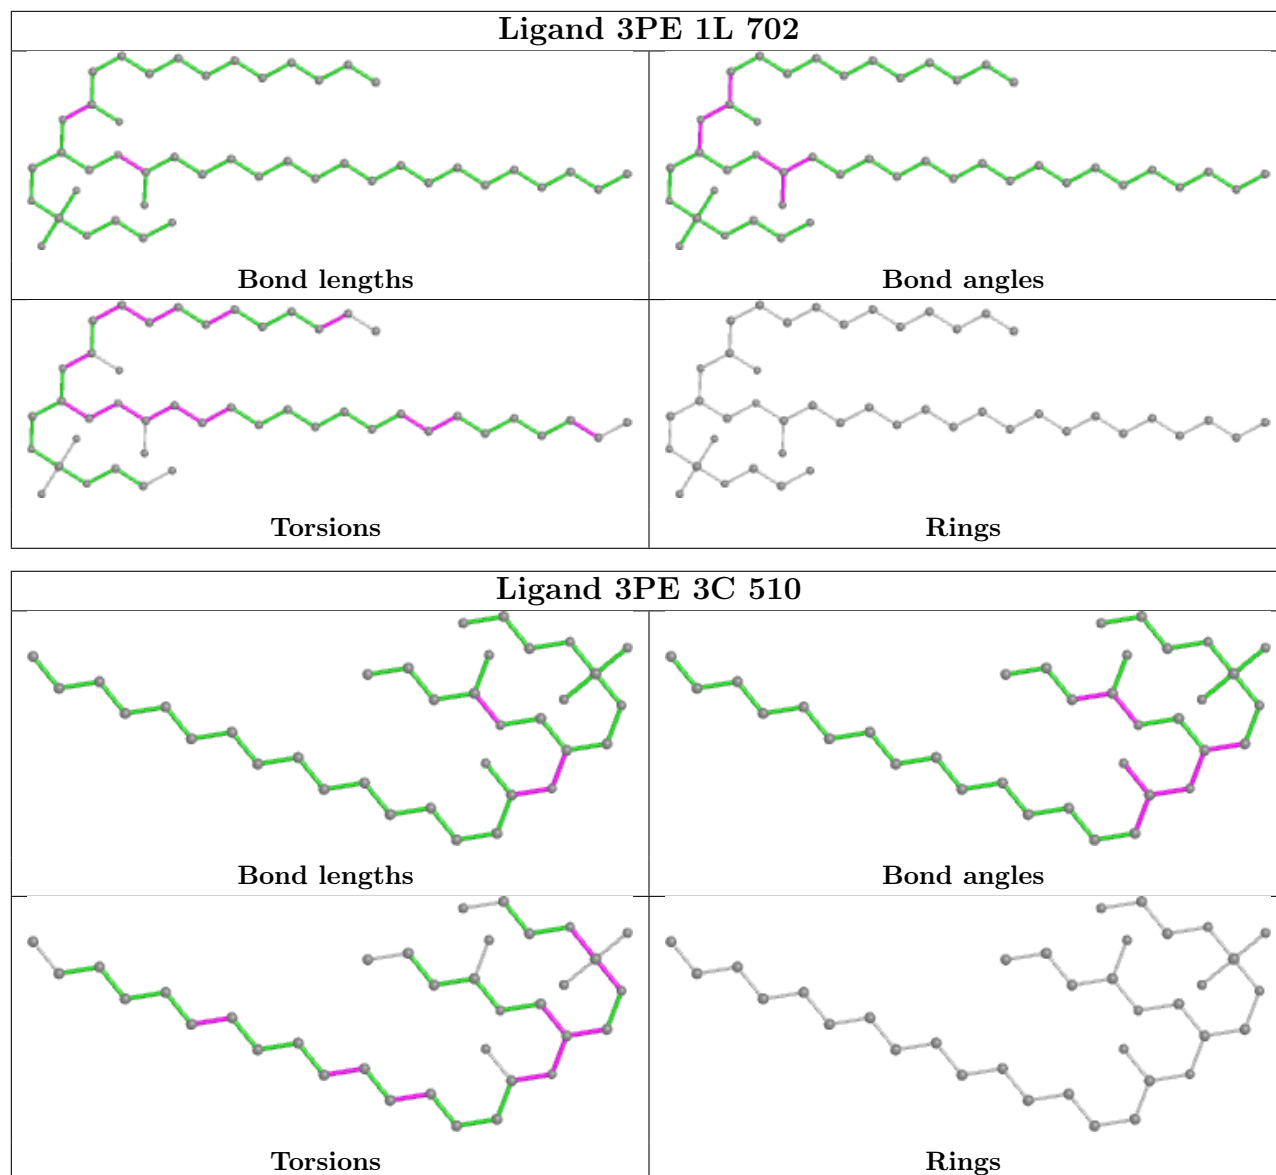 Ligand 3PE 1L 702
Bond lengths
Bond angles
Torsions
Rings
Ligand 3PE 3C 510
Bond lengths
Bond angles
Torsions
Rings